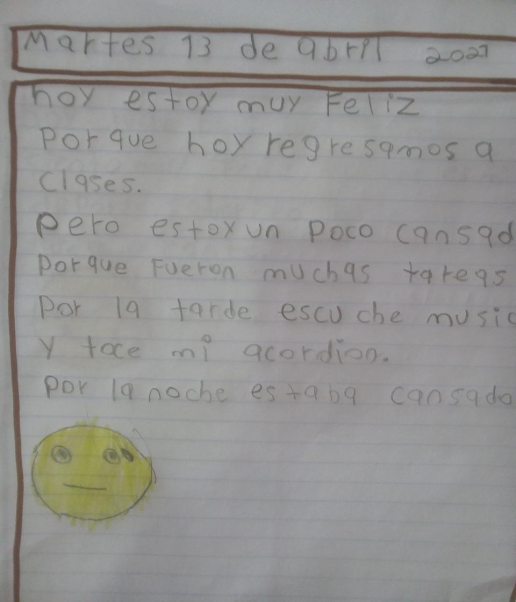 Martes 13 de abril 2021
hoy estoy muy Feliz
Porque hoy regresamos a
Clases.
Pero estoy un Poco Cansad
Porque Fueron muchas tareas
Por la tarde escuche music
y toce mi acordion.
Por la noche estaba cansado